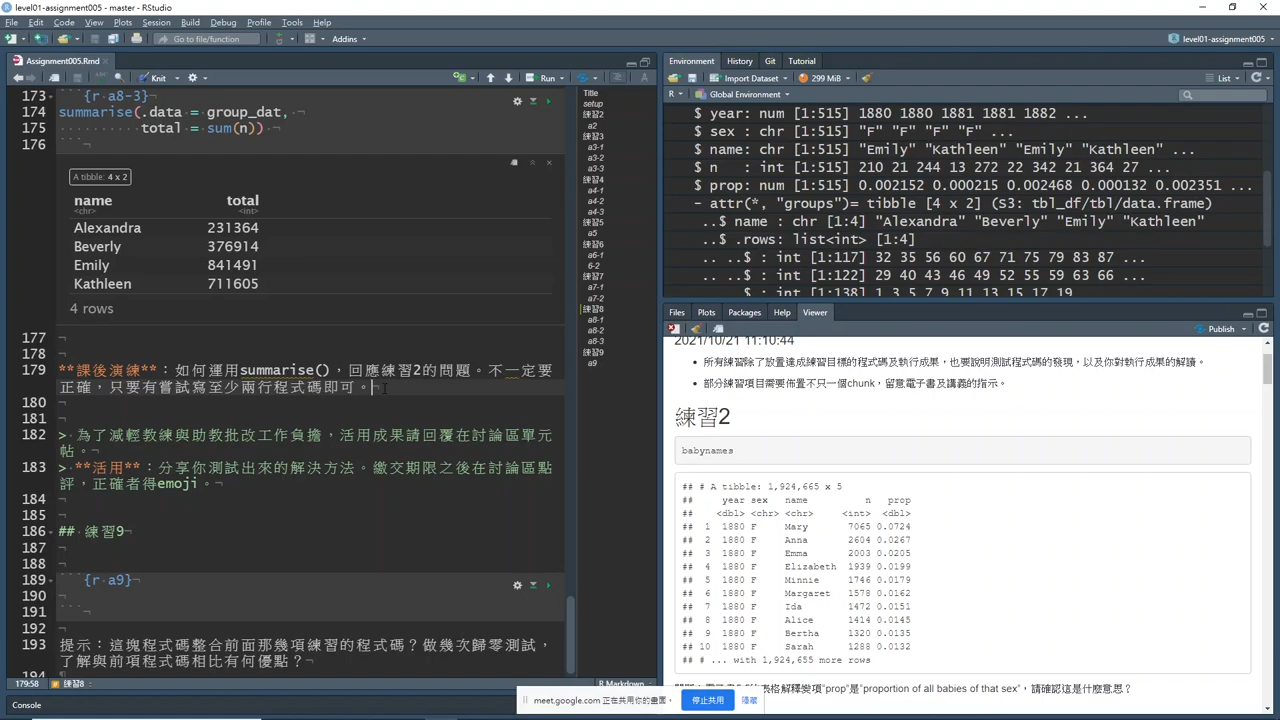 level01-assignment005 - master - RStudio
File Edit Code View Plots Session Build Debug Profile Tools Help
Go to file/function Addins level01-assignment005
Assignment005.Rmd
Knit Run
173 ```{r a8-3}
174 summarise(.data = group_dat,
175 total = sum(n))
176 ```
A tibble: 4 x 2
name total
<chr> <int>
Alexandra 231364
Beverly 376914
Emily 841491
Kathleen 711605
4 rows
177
178
179 **課後演練**：如何運用summarise()，回應練習2的問題。不一定要
正確，只要有嘗試寫至少兩行程式碼即可。
180
181
182 > 為了減輕教練與助教批改工作負擔，活用成果請回覆在討論區單元
帖。
183 > **活用**：分享你測試出來的解決方法。繳交期限之後在討論區點
評，正確者得emoji。
184
185
186 ## 練習9
187
188
189 ```{r a9}
190
191 ```
192
193 提示：這塊程式碼整合前面那幾項練習的程式碼？做幾次歸零測試，
了解與前項程式碼相比有何優點？
194
179:58 練習8 R Markdown
Console
Title
setup
練習2
a2
練習3
a3-1
a3-2
a3-3
練習4
a4-1
a4-2
a4-3
練習5
a5
練習6
a6-1
6-2
練習7
a7-1
a7-2
練習8
a8-1
a8-2
a8-3
練習9
a9
Environment History Git Tutorial
Import Dataset 299 MiB List
R Global Environment
$ year: num [1:515] 1880 1880 1881 1881 1882 ...
$ sex : chr [1:515] "F" "F" "F" "F" ...
$ name: chr [1:515] "Emily" "Kathleen" "Emily" "Kathleen" ...
$ n : int [1:515] 210 21 244 13 272 22 342 21 364 27 ...
$ prop: num [1:515] 0.002152 0.000215 0.002468 0.000132 0.002351 ...
- attr(*, "groups")= tibble [4 x 2] (S3: tbl_df/tbl/data.frame)
..$ name : chr [1:4] "Alexandra" "Beverly" "Emily" "Kathleen"
..$ .rows: list<int> [1:4]
.. ..$ : int [1:117] 32 35 56 60 67 71 75 79 83 87 ...
.. ..$ : int [1:122] 29 40 43 46 49 52 55 59 63 66 ...
.. ..$ : int [1:138] 1 3 5 7 9 11 13 15 17 19 ...
Files Plots Packages Help Viewer
Publish
2021/10/21 11:10:44
• 所有練習除了放置達成練習目標的程式碼及執行成果，也要說明測試程式碼的發現，以及你對執行成果的解讀。
• 部分練習項目需要佈置不只一個chunk，留意電子書及講義的指示。
練習2
babynames
## # A tibble: 1,924,665 x 5
## year sex name n prop
## <dbl> <chr> <chr> <int> <dbl>
## 1 1880 F Mary 7065 0.0724
## 2 1880 F Anna 2604 0.0267
## 3 1880 F Emma 2003 0.0205
## 4 1880 F Elizabeth 1939 0.0199
## 5 1880 F Minnie 1746 0.0179
## 6 1880 F Margaret 1578 0.0162
## 7 1880 F Ida 1472 0.0151
## 8 1880 F Alice 1414 0.0145
## 9 1880 F Bertha 1320 0.0135
## 10 1880 F Sarah 1288 0.0132
## # ... with 1,924,655 more rows
表格解釋變項"prop"是"proportion of all babies of that sex"，請確認這是什麼意思？
meet.google.com 正在共用你的畫面。 停止共用 隱藏